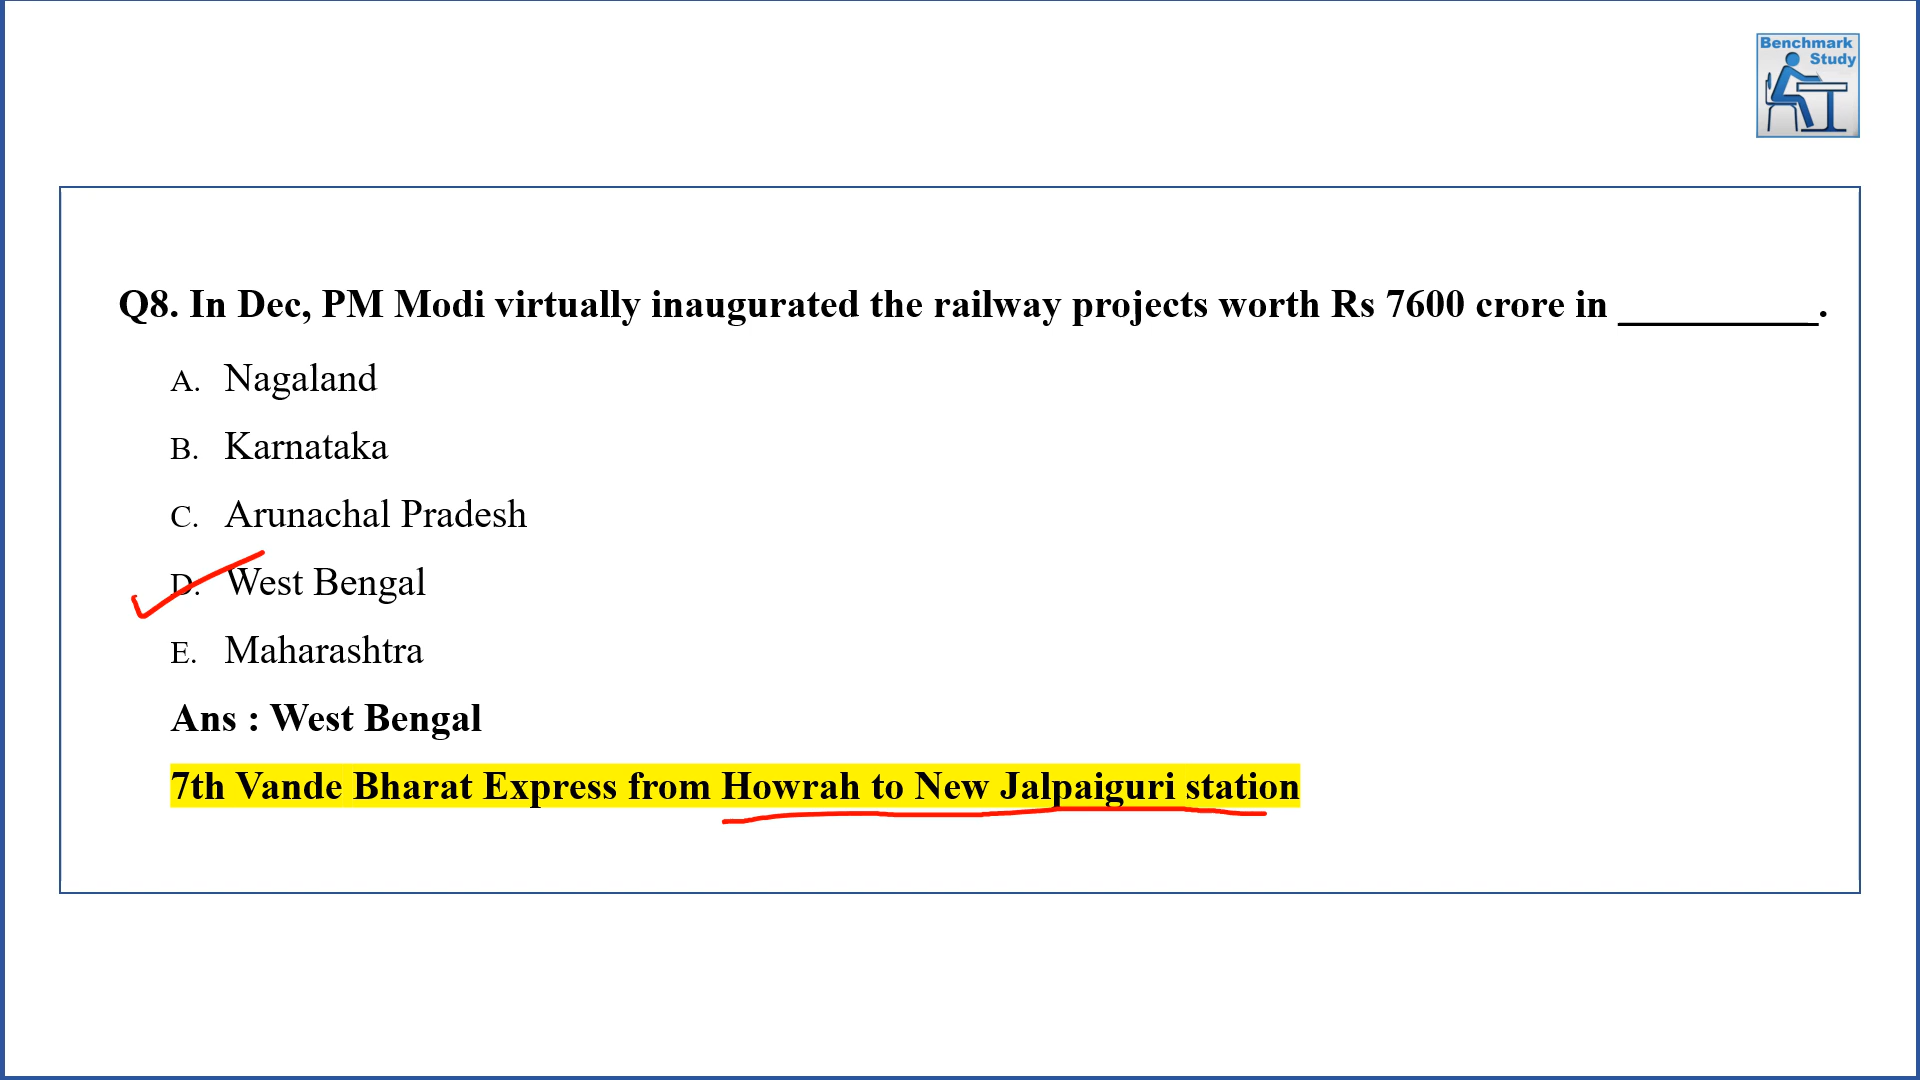 Benchmark
Study
Q8. In Dec, PM Modi virtually inaugurated the railway projects worth Rs 7600 crore in __________.
A. Nagaland
B. Karnataka
C. Arunachal Pradesh
D. West Bengal
E. Maharashtra
Ans : West Bengal
7th Vande Bharat Express from Howrah to New Jalpaiguri station